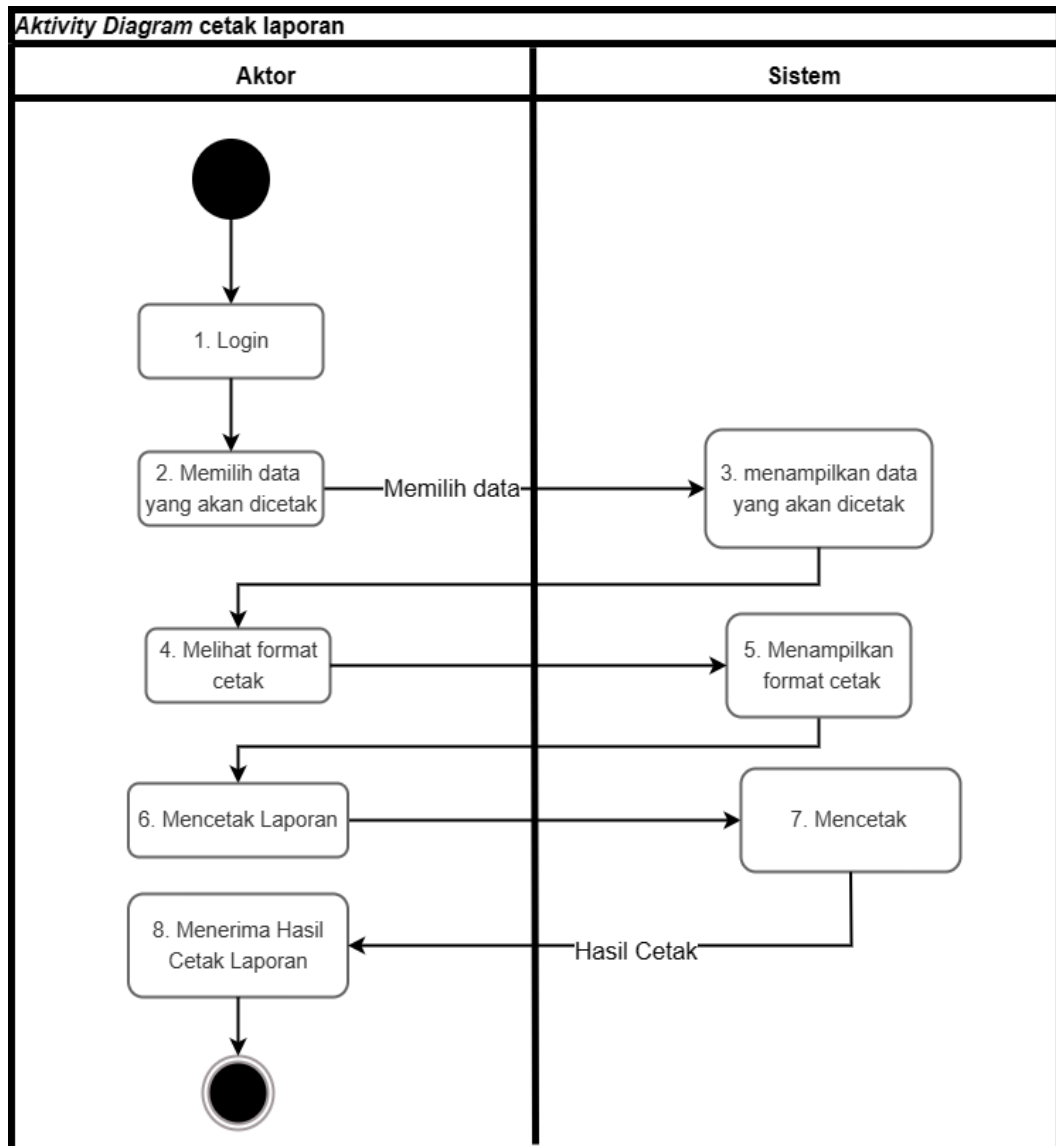 Aktivity Diagram cetak laporan
Aktor
Sistem
1. Login
2. Memilih data
yang akan dicetak
Memilih data
3. menampilkan data
yang akan dicetak
4. Melihat format
cetak
5. Menampilkan
format cetak
6. Mencetak Laporan
7. Mencetak
8. Menerima Hasil
Cetak Laporan
Hasil Cetak